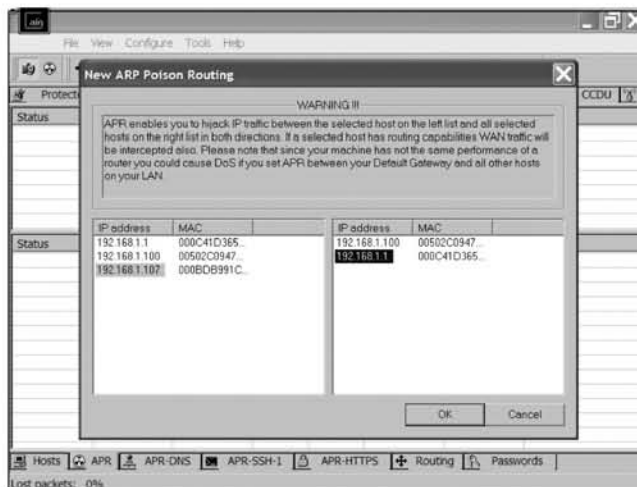 ain
File View Configure Tools Help
New ARP Poison Routing
CCDU
Status
WARNING !!!
APR enables you to hijack IP traffic between the selected host on the left list and all selected
hosts on the right list in both directions. If a selected host has routing capabilities WAN traffic will
be intercepted also. Please note that since your machine has not the same performance of a
router you could cause DoS if you set APR between your Default Gateway and all other hosts
on your LAN.
IP address MAC
192.168.1.1 000C41D365...
192.168.1.100 00502C0947...
192.168.1.107 000BDB991C...
IP address MAC
192.168.1.100 00502C0947...
192.168.1.1 000C41D365...
Status
OK Cancel
Hosts APR APR-DNS APR-SSH-1 APR-HTTPS Routing Passwords
Lost packets: 0%